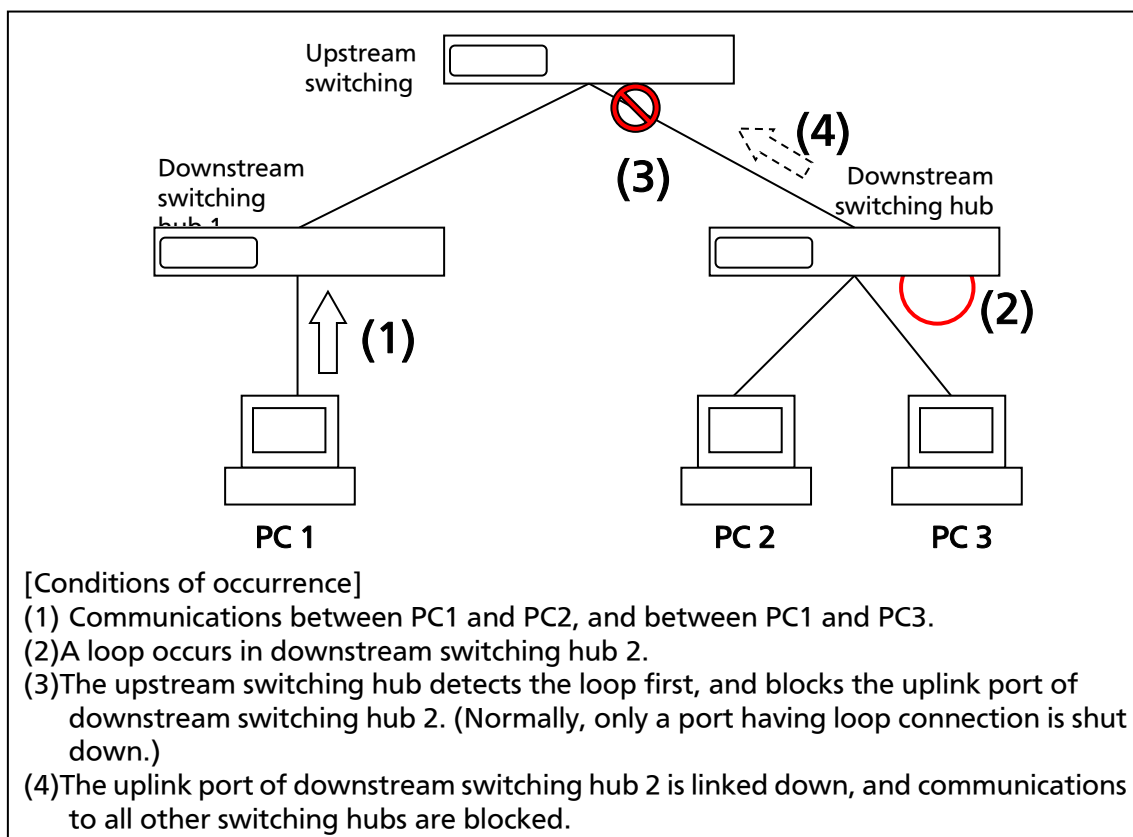 Upstream
switching
(4)
(3)
Downstream
switching
hub 1
Downstream
switching hub
(2)
(1)
PC 1
PC 2
PC 3
[Conditions of occurrence]
(1) Communications between PC1 and PC2, and between PC1 and PC3.
(2)A loop occurs in downstream switching hub 2.
(3)The upstream switching hub detects the loop first, and blocks the uplink port of
downstream switching hub 2. (Normally, only a port having loop connection is shut
down.)
(4)The uplink port of downstream switching hub 2 is linked down, and communications
to all other switching hubs are blocked.